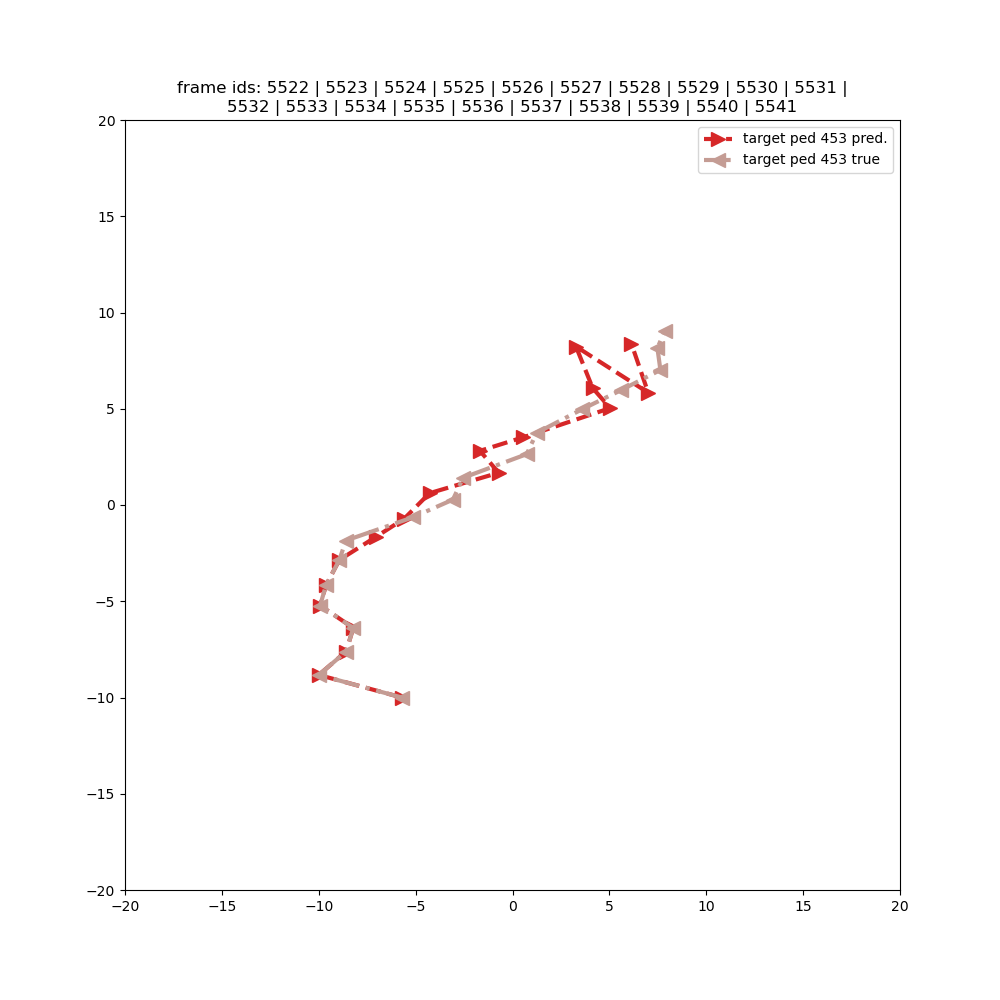 frame ids: 5522 | 5523 | 5524 | 5525 | 5526 | 5527 | 5528 | 5529 | 5530 | 5531 |
5532 | 5533 | 5534 | 5535 | 5536 | 5537 | 5538 | 5539 | 5540 | 5541
target ped 453 pred.
target ped 453 true
20
15
10
5
0
−5
−10
−15
−20
−20 −15 −10 −5 0 5 10 15 20